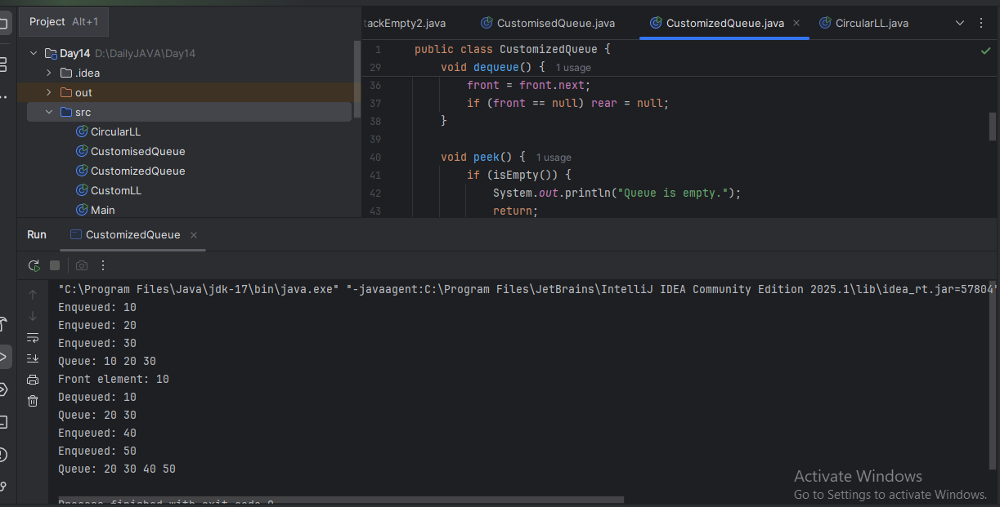 Project Alt+1
Day14 D:\DailyJAVA\Day14
.idea
out
src
CircularLL
CustomisedQueue
CustomizedQueue
CustomLL
Main
tackEmpty2.java CustomisedQueue.java CustomizedQueue.java CircularLL.java
1 public class CustomizedQueue {
29 void dequeue() { 1 usage
36 front = front.next;
37 if (front == null) rear = null;
38 }
39
40 void peek() { 1 usage
41 if (isEmpty()) {
42 System.out.println("Queue is empty.");
43 return;
Run CustomizedQueue
"C:\Program Files\Java\jdk-17\bin\java.exe" "-javaagent:C:\Program Files\JetBrains\IntelliJ IDEA Community Edition 2025.1\lib\idea_rt.jar=57804
Enqueued: 10
Enqueued: 20
Enqueued: 30
Queue: 10 20 30
Front element: 10
Dequeued: 10
Queue: 20 30
Enqueued: 40
Enqueued: 50
Queue: 20 30 40 50
Process finished with exit code 0
Activate Windows
Go to Settings to activate Windows.